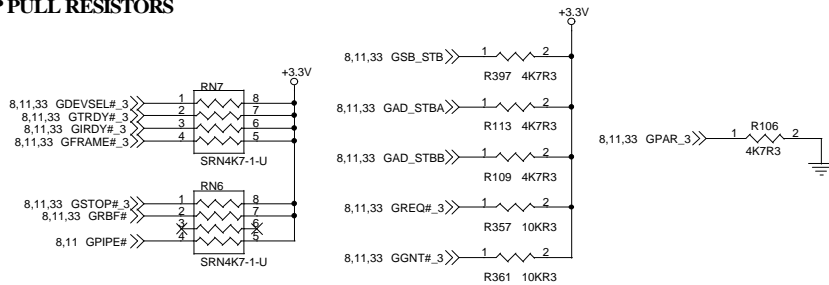 P PULL RESISTORS
+3.3V
RN7
8,11,33 GDEVSEL#_3 1 8
8,11,33 GTRDY#_3 2 7
8,11,33 GIRDY#_3 3 6
8,11,33 GFRAME#_3 4 5
SRN4K7-1-U
RN6
8,11,33 GSTOP#_3 1 8
8,11,33 GRBF# 2 7
3 6
8,11 GPIPE# 4 5
SRN4K7-1-U
+3.3V
8,11,33 GSB_STB 1 2
R397 4K7R3
8,11,33 GAD_STBA 1 2
R113 4K7R3
8,11,33 GAD_STBB 1 2
R109 4K7R3
8,11,33 GREQ#_3 1 2
R357 10KR3
8,11,33 GGNT#_3 1 2
R361 10KR3
R106
8,11,33 GPAR_3 1 2
4K7R3